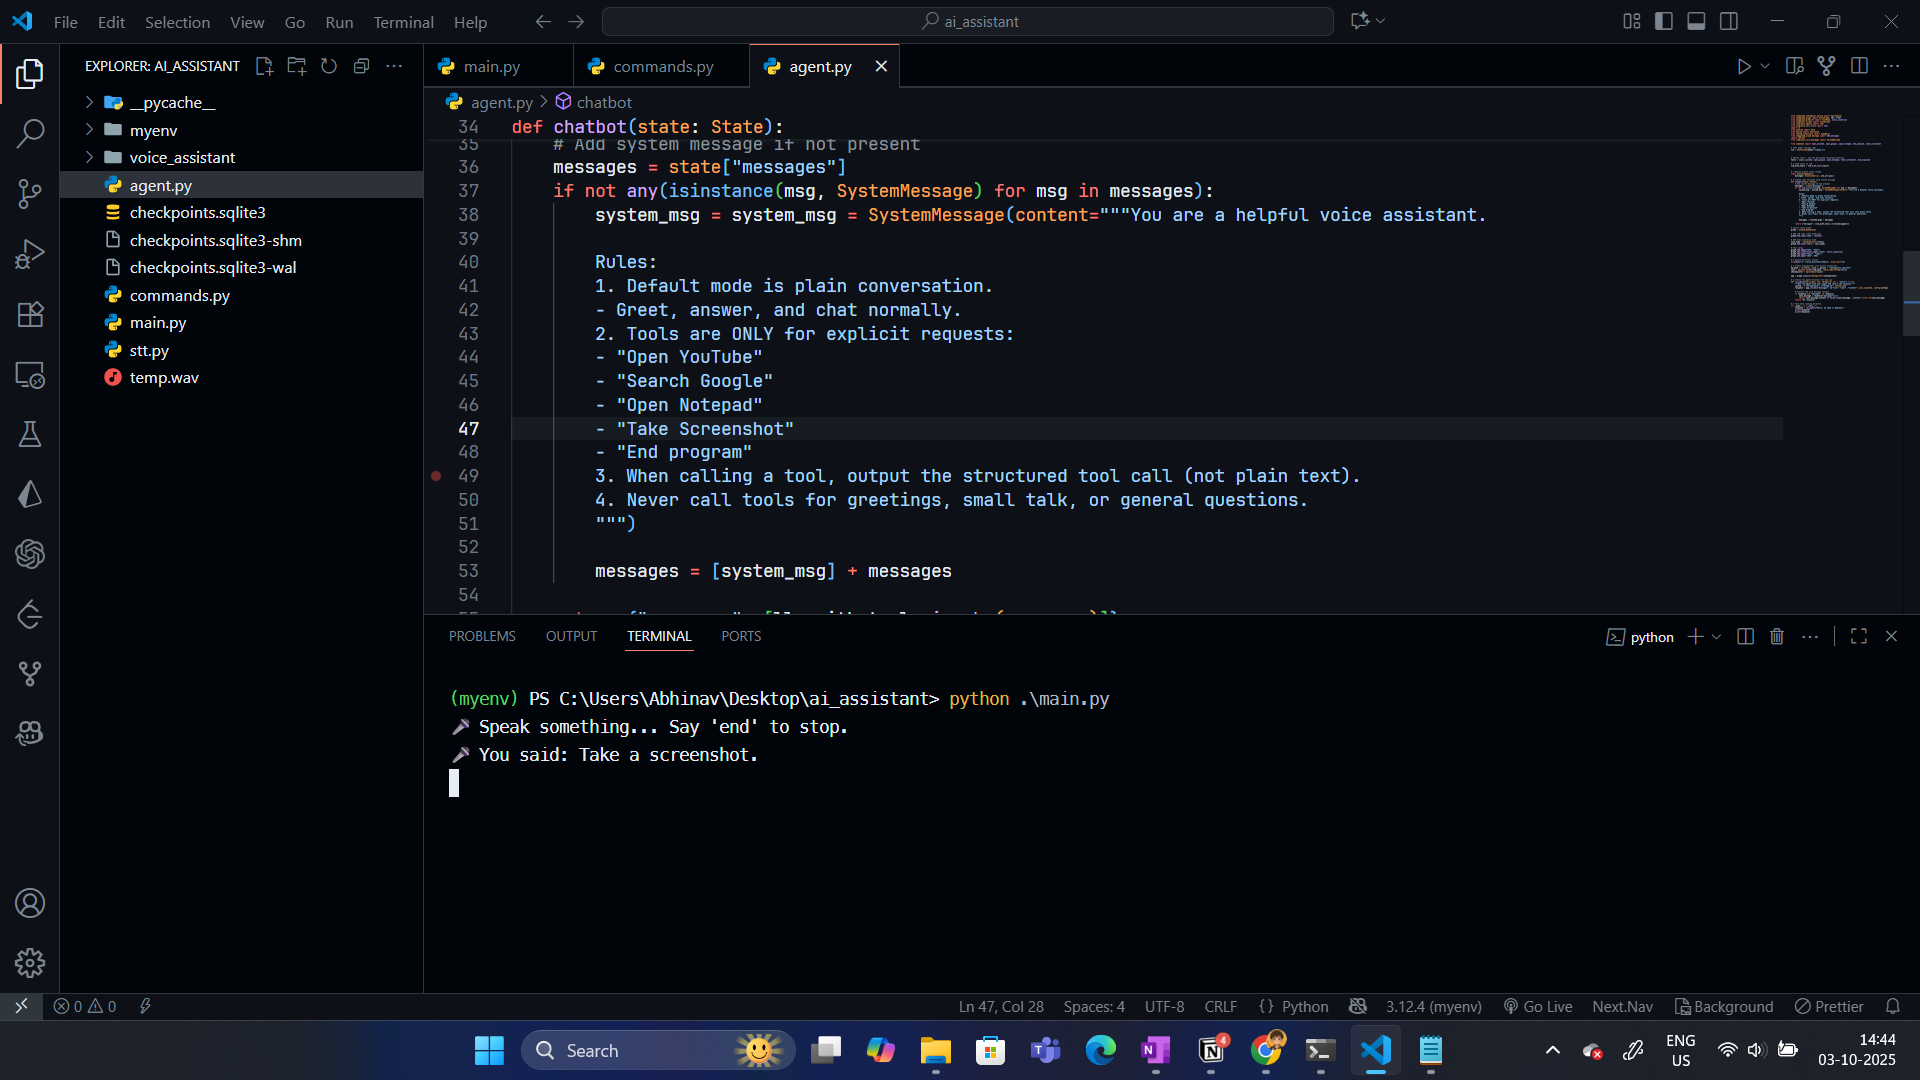 File Edit Selection View Go Run Terminal Help
ai_assistant
EXPLORER: AI_ASSISTANT
__pycache__
myenv
voice_assistant
agent.py
checkpoints.sqlite3
checkpoints.sqlite3-shm
checkpoints.sqlite3-wal
commands.py
main.py
stt.py
temp.wav
main.py commands.py agent.py
agent.py > chatbot
34 def chatbot(state: State):
35 # Add system message if not present
36 messages = state["messages"]
37 if not any(isinstance(msg, SystemMessage) for msg in messages):
38 system_msg = system_msg = SystemMessage(content="""You are a helpful voice assistant.
39
40 Rules:
41 1. Default mode is plain conversation.
42 - Greet, answer, and chat normally.
43 2. Tools are ONLY for explicit requests:
44 - "Open YouTube"
45 - "Search Google"
46 - "Open Notepad"
47 - "Take Screenshot"
48 - "End program"
49 3. When calling a tool, output the structured tool call (not plain text).
50 4. Never call tools for greetings, small talk, or general questions.
51 """)
52
53 messages = [system_msg] + messages
54
PROBLEMS OUTPUT TERMINAL PORTS
python
(myenv) PS C:\Users\Abhinav\Desktop\ai_assistant> python .\main.py
Speak something... Say 'end' to stop.
You said: Take a screenshot.
0 0
Ln 47, Col 28 Spaces: 4 UTF-8 CRLF {} Python 3.12.4 (myenv) Go Live Next.Nav Background Prettier
Search
4
ENG
US
14:44
03-10-2025